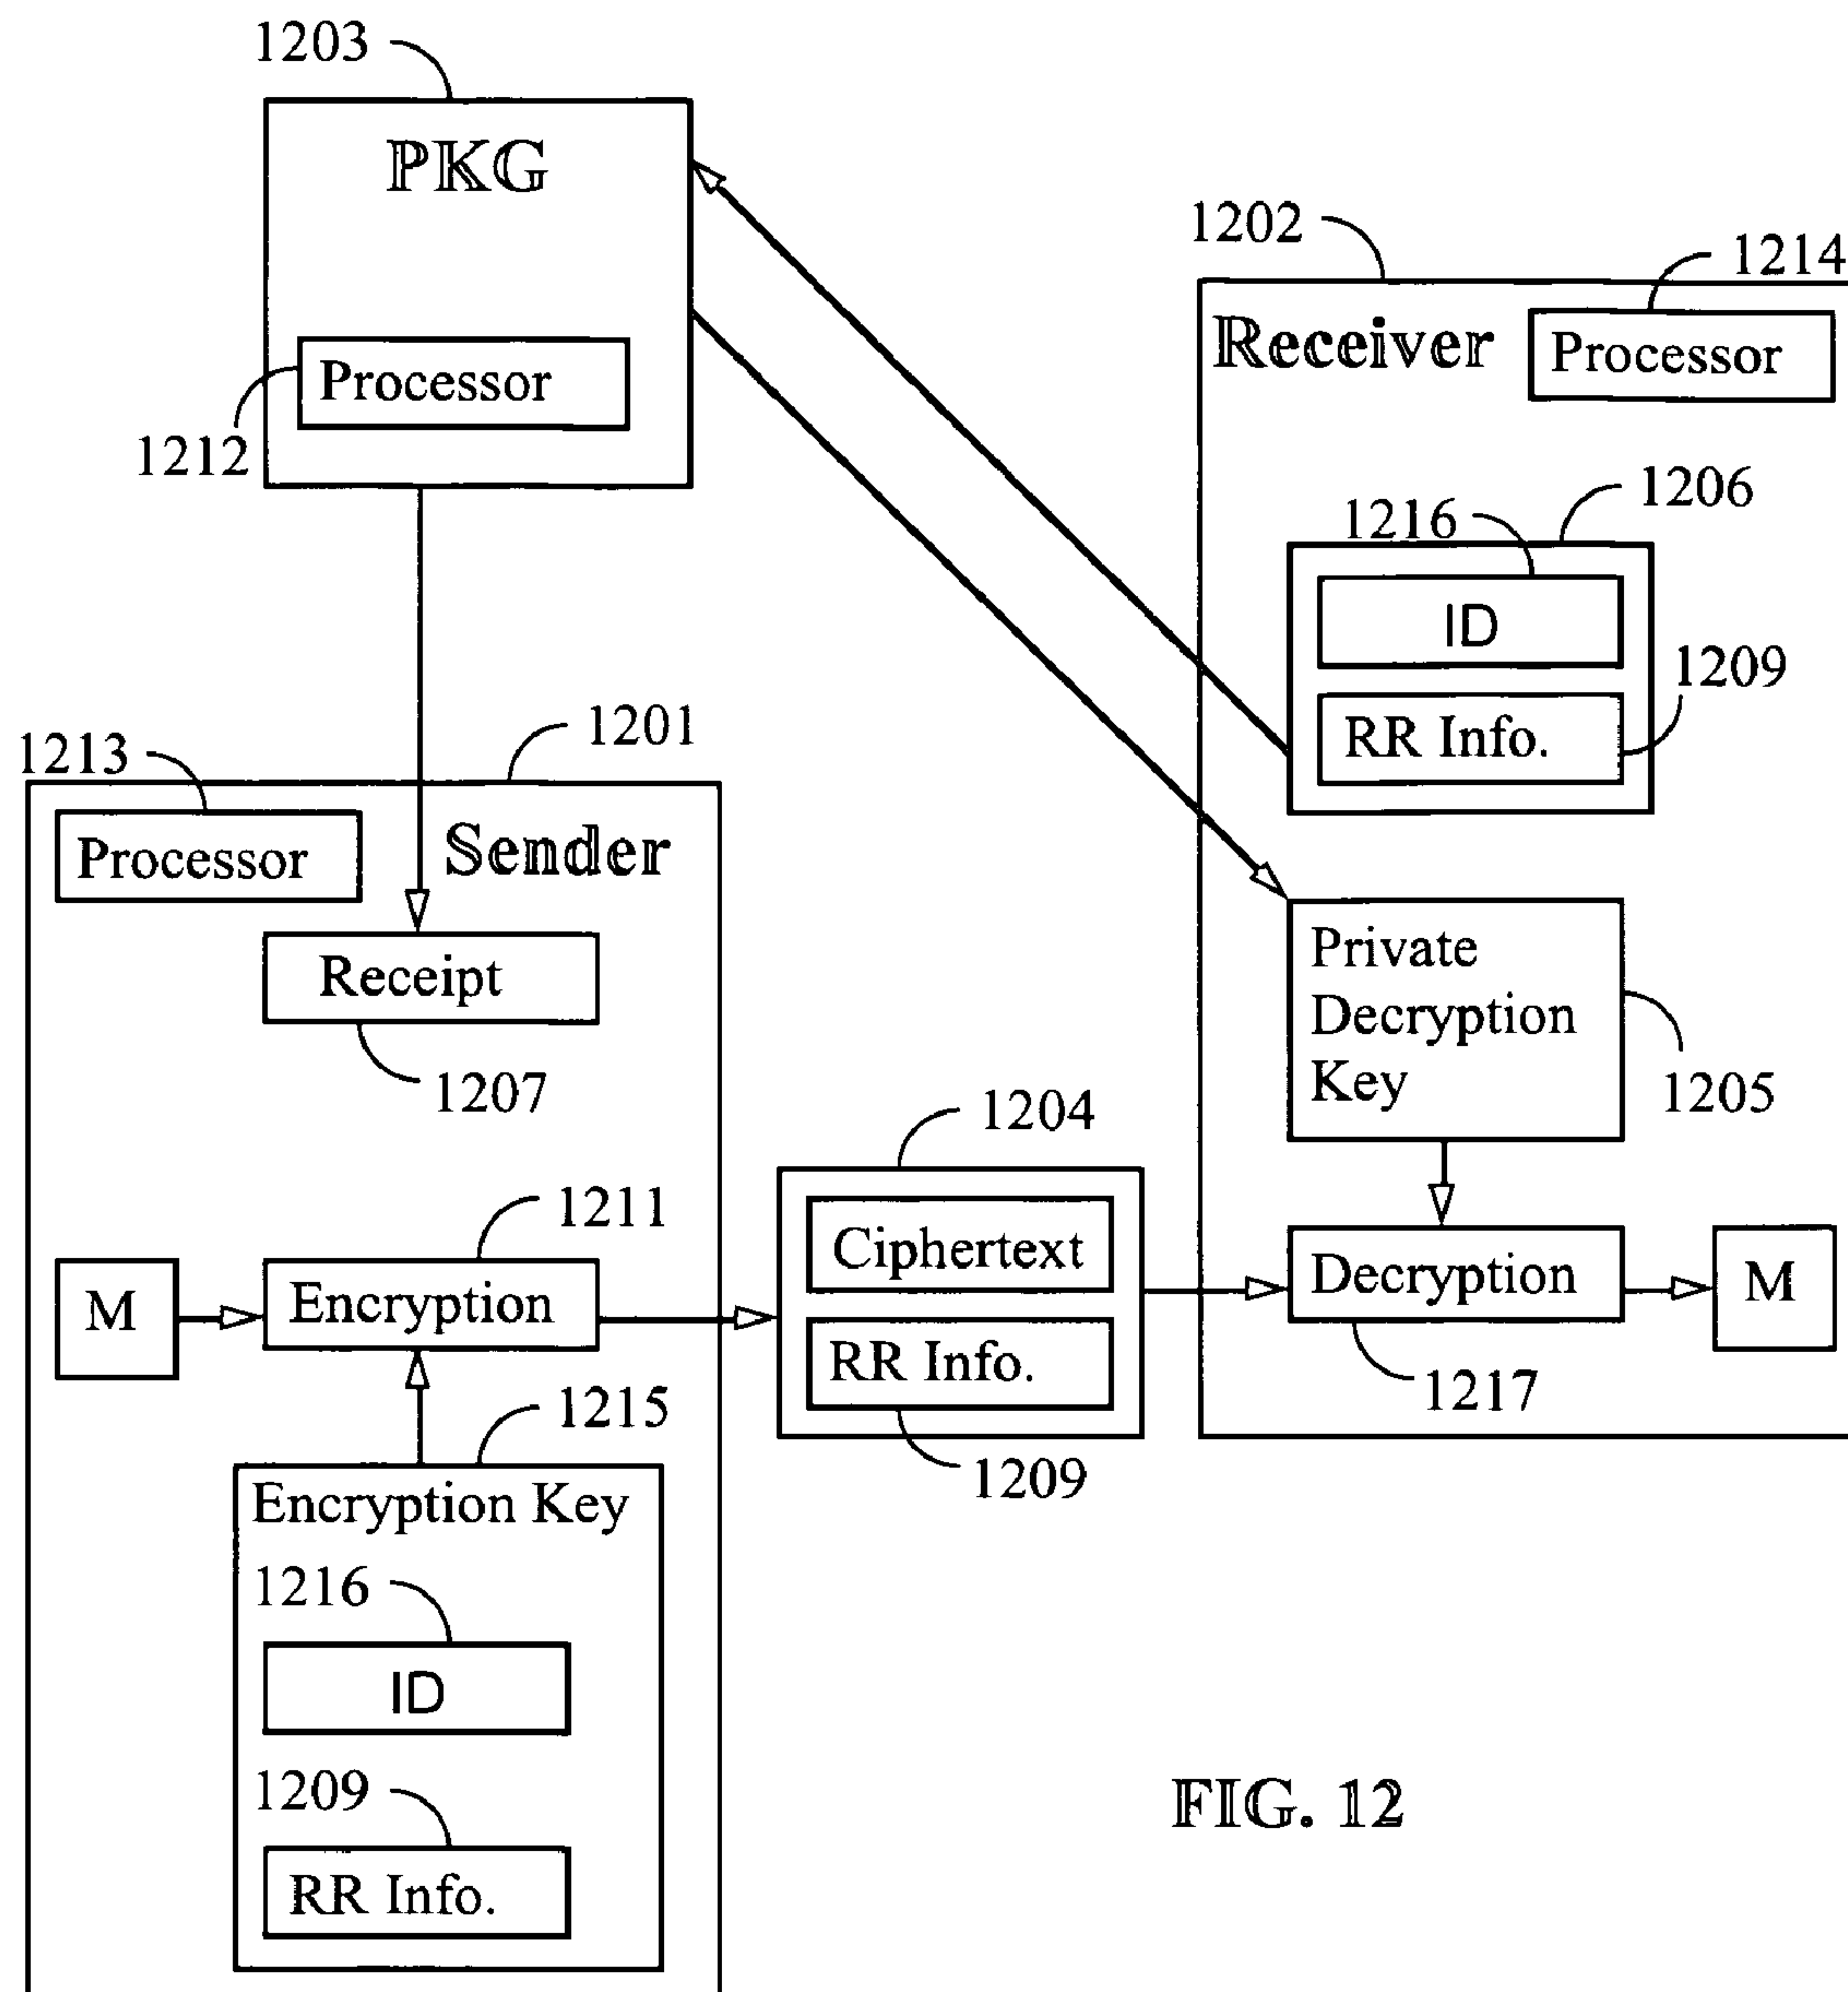 1203
PKG
Processor
1212
1202
1214
Receiver
Processor
1206
1216
ID
1209
RR Info.
1201
1213
Processor
Sender
Receipt
1207
Private
Decryption
Key
1205
1204
1211
Ciphertext
M
Encryption
RR Info.
1209
Decryption
M
1217
1215
Encryption Key
1216
ID
1209
RR Info.
FIG. 12